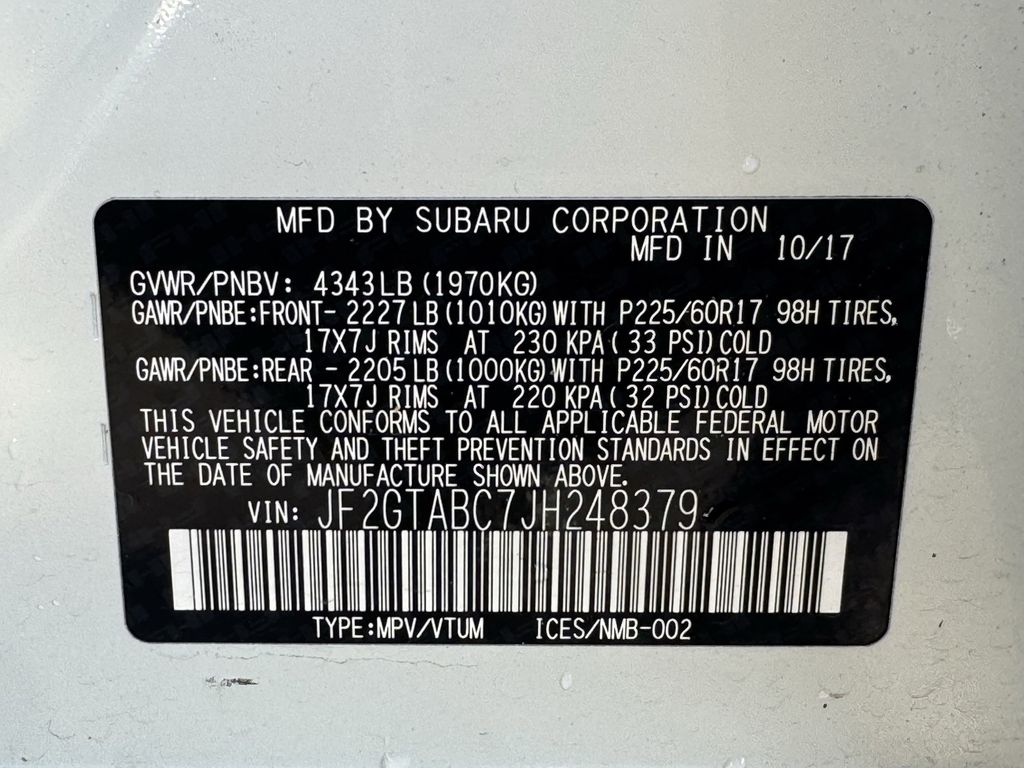 MFD BY SUBARU CORPORATION
MFD IN 10/17
GVWR/PNBV: 4343LB (1970KG)
GAWR/PNBE:FRONT- 2227 LB (1010KG) WITH P225/60R17 98H TIRES,
17X7J RIMS AT 230 KPA ( 33 PSI) COLD
GAWR/PNBE:REAR - 2205 LB (1000KG) WITH P225/60R17 98H TIRES,
17X7J RIMS AT 220 KPA ( 32 PSI) COLD
THIS VEHICLE CONFORMS TO ALL APPLICABLE FEDERAL MOTOR
VEHICLE SAFETY AND THEFT PREVENTION STANDARDS IN EFFECT ON
THE DATE OF MANUFACTURE SHOWN ABOVE.
VIN: JF2GTABC7JH248379
TYPE:MPV/VTUM ICES/NMB-002